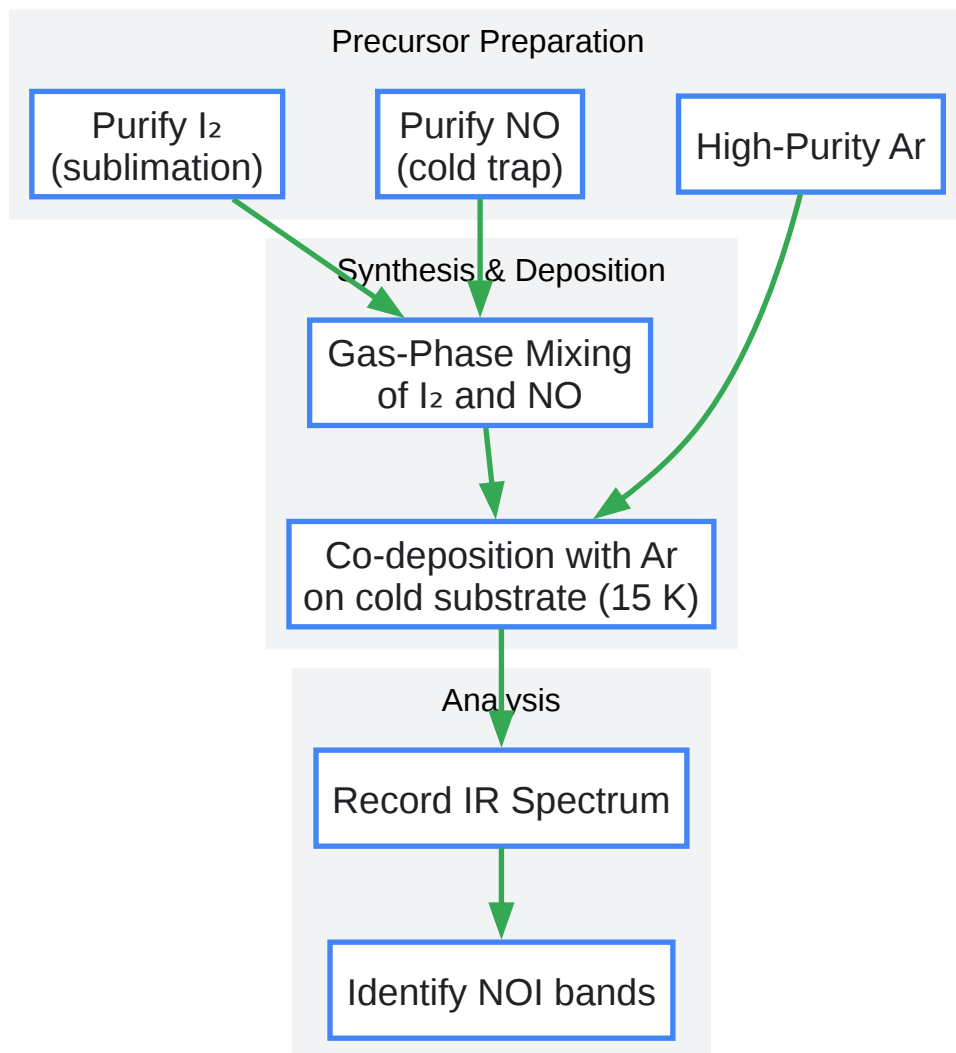 Precursor Preparation
Purify I₂
(sublimation)
Purify NO
(cold trap)
High-Purity Ar
Synthesis & Deposition
Gas-Phase Mixing
of I₂ and NO
Co-deposition with Ar
on cold substrate (15 K)
Analysis
Record IR Spectrum
Identify NOI bands